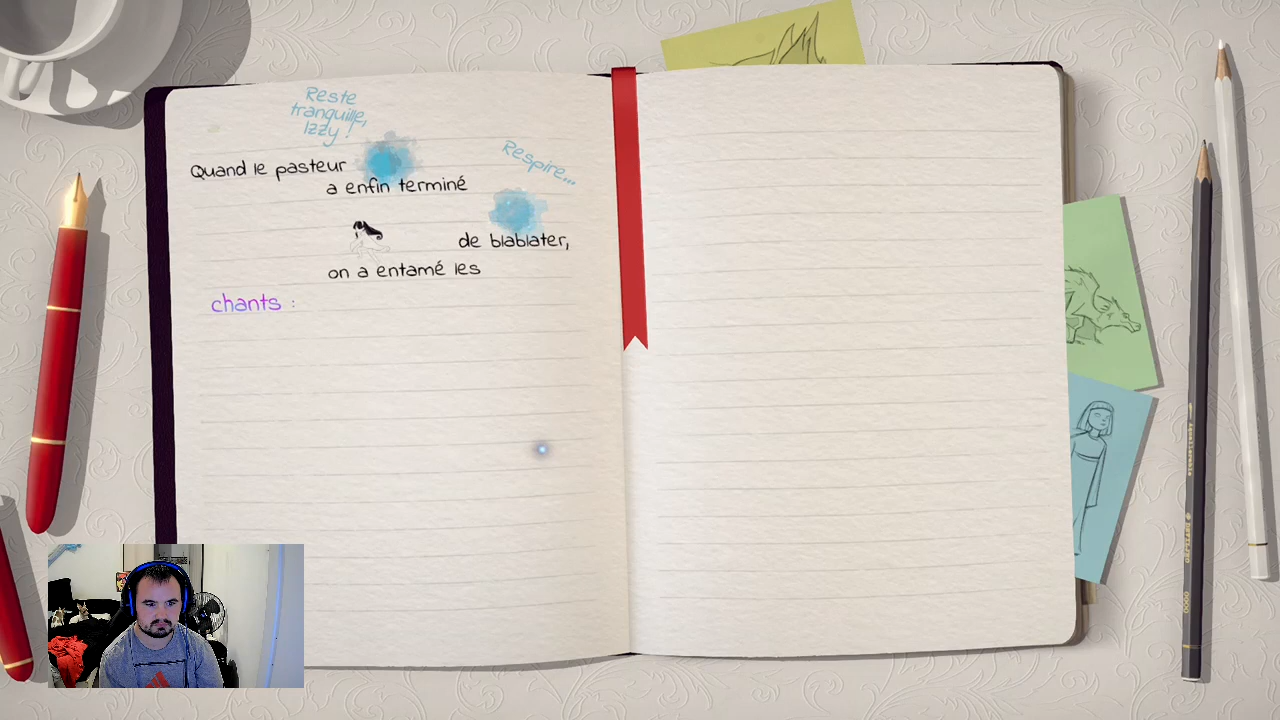 Reste
tranquille,
Izzy !
Respire...
Quand le pasteur
a enfin terminé
de blablater,
on a entamé les
chants :